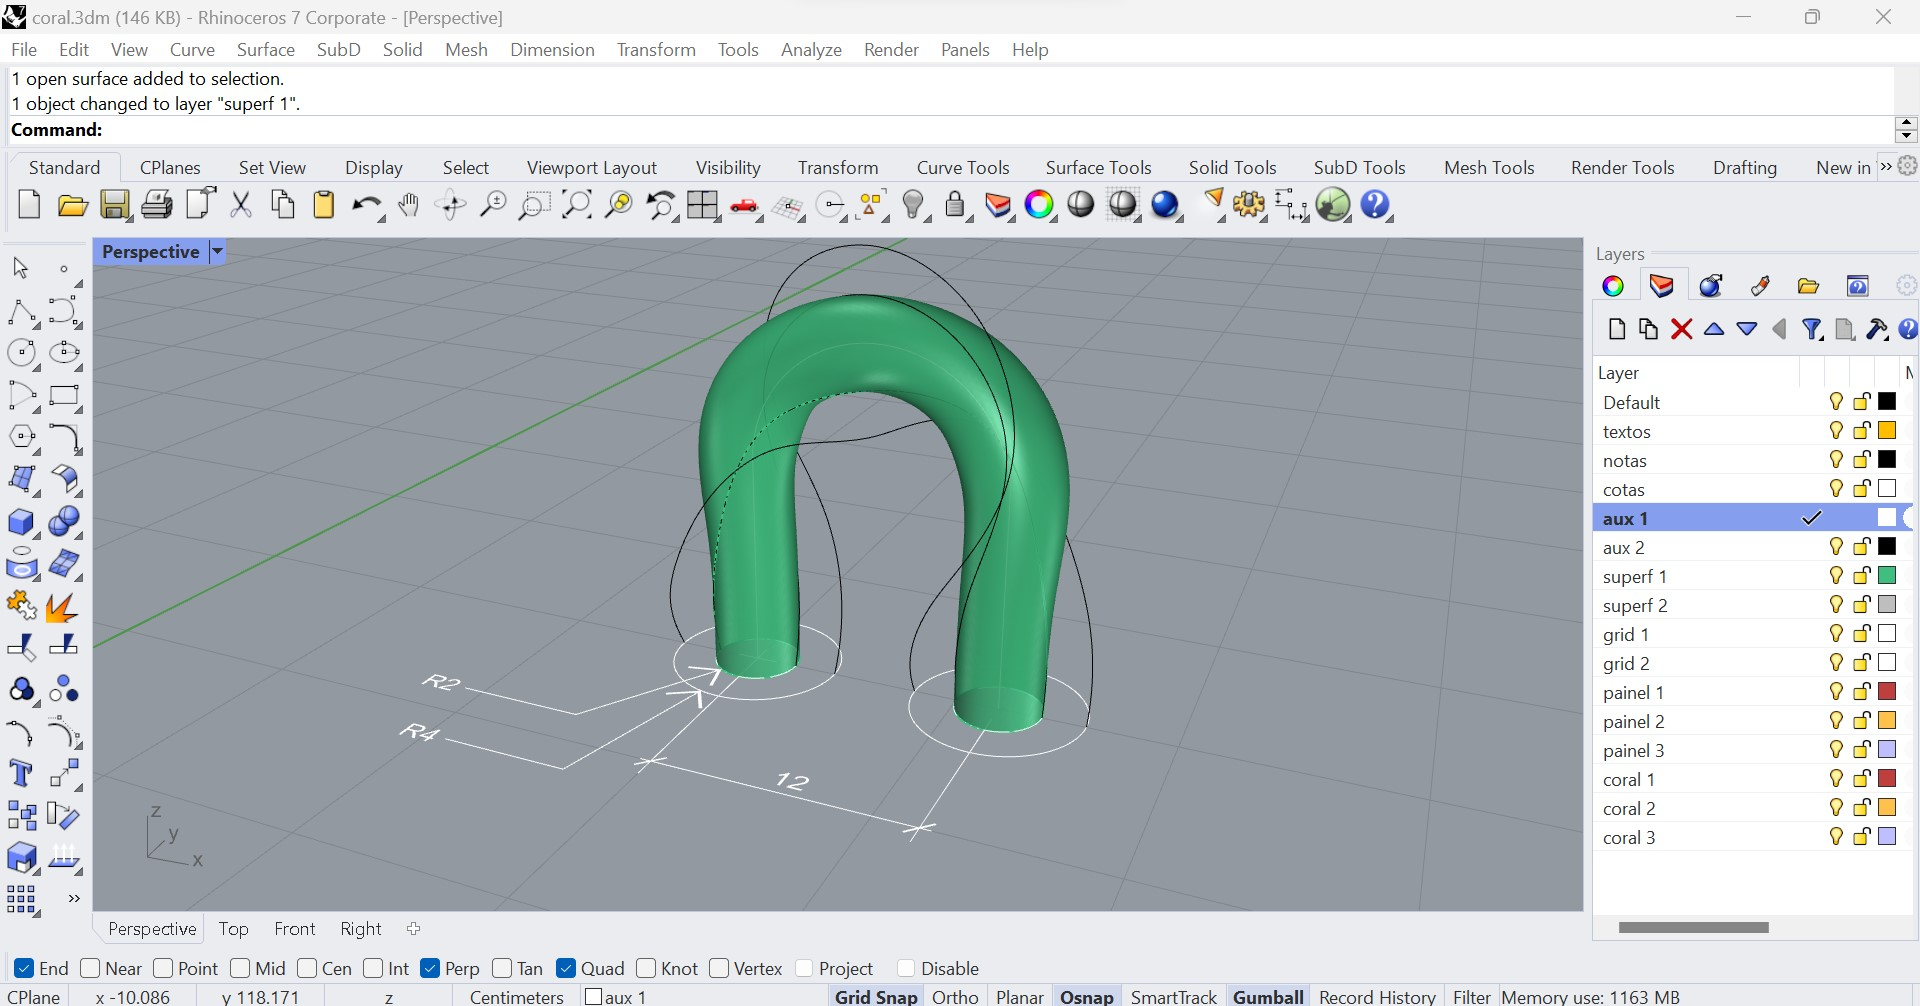 coral.3dm (146 KB) - Rhinoceros 7 Corporate - [Perspective]
File Edit View Curve Surface SubD Solid Mesh Dimension Transform Tools Analyze Render Panels Help
1 open surface added to selection.
1 object changed to layer "superf 1".
Command:
Standard CPlanes Set View Display Select Viewport Layout Visibility Transform Curve Tools Surface Tools Solid Tools SubD Tools Mesh Tools Render Tools Drafting New in »
Perspective
R2
R4
12
z
y
x
Layers
Layer
Default
textos
notas
cotas
aux 1
aux 2
superf 1
superf 2
grid 1
grid 2
painel 1
painel 2
painel 3
coral 1
coral 2
coral 3
»
Perspective Top Front Right
End Near Point Mid Cen Int Perp Tan Quad Knot Vertex Project Disable
CPlane x -10.086 y 118.171 z Centimeters aux 1 Grid Snap Ortho Planar Osnap SmartTrack Gumball Record History Filter Memory use: 1163 MB